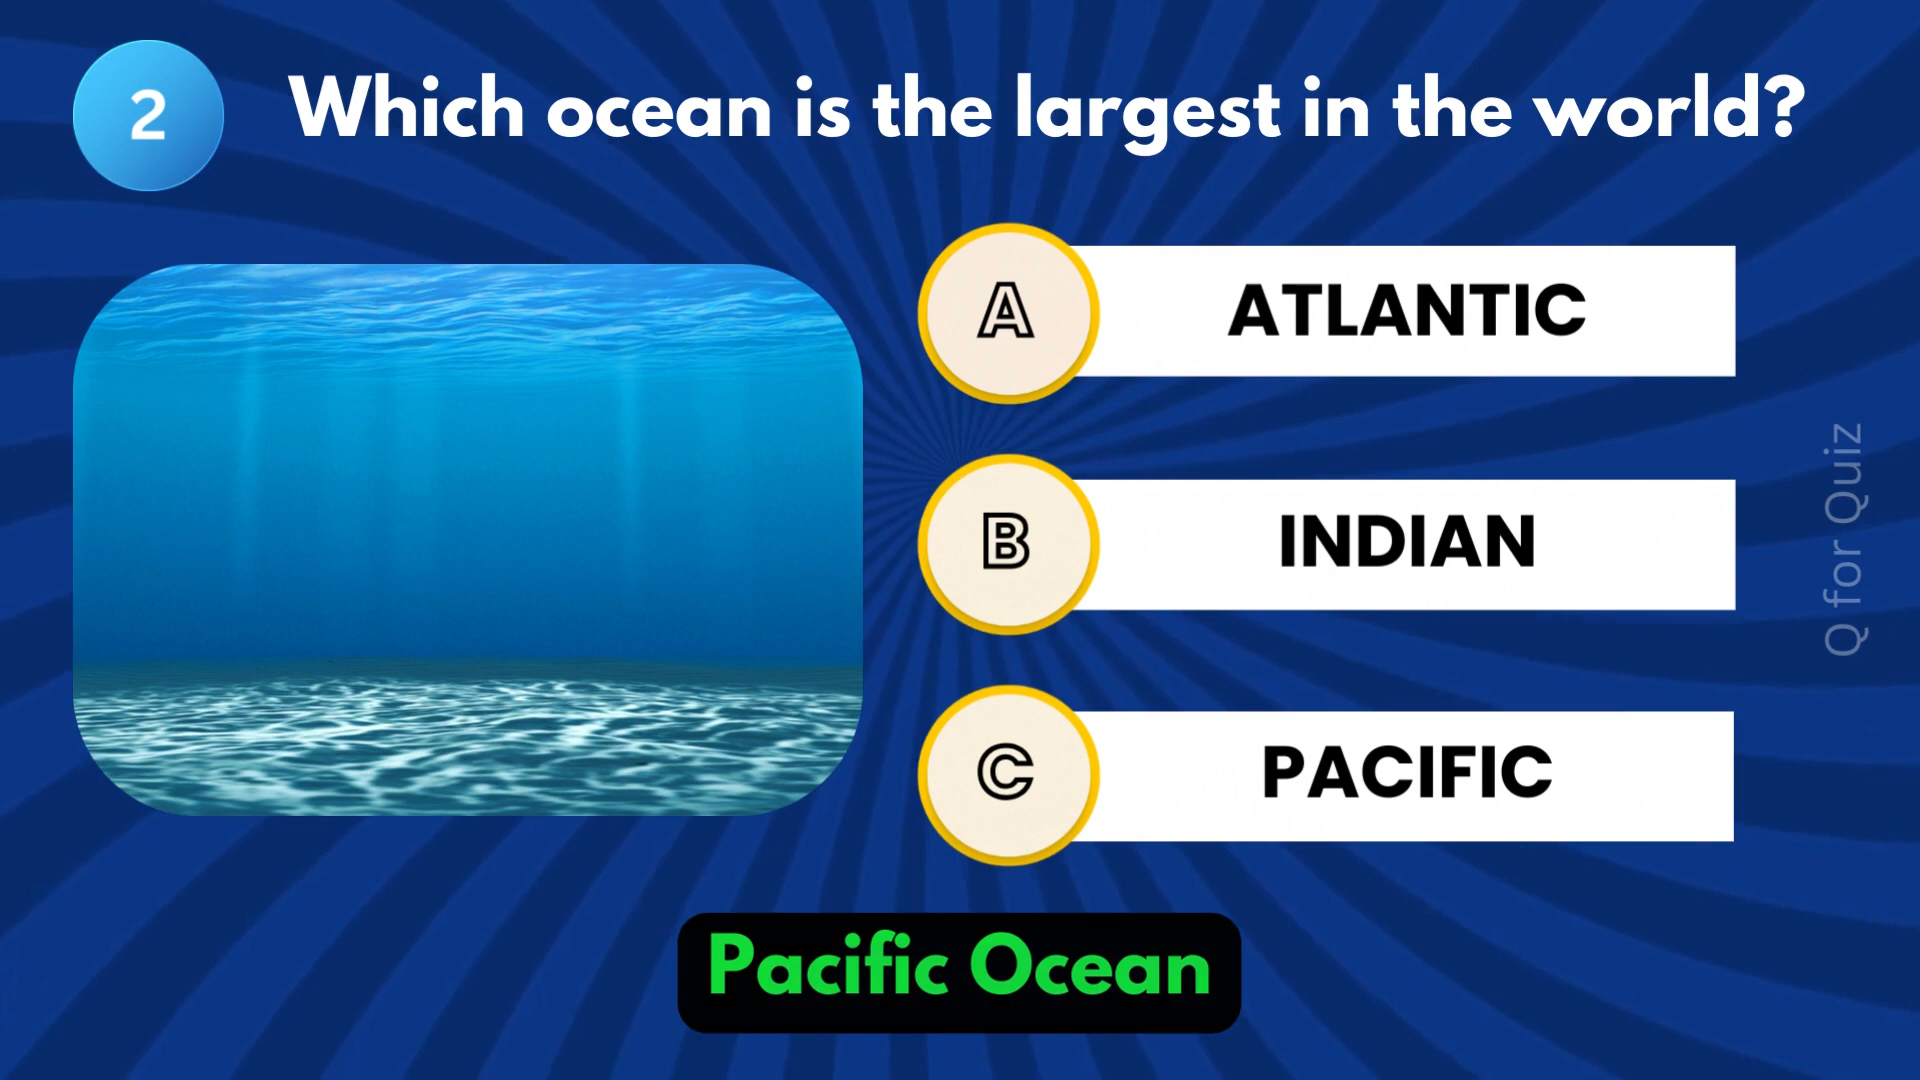 2
Which ocean is the largest in the world?
A
ATLANTIC
B
INDIAN
C
PACIFIC
Q for Quiz
Pacific Ocean